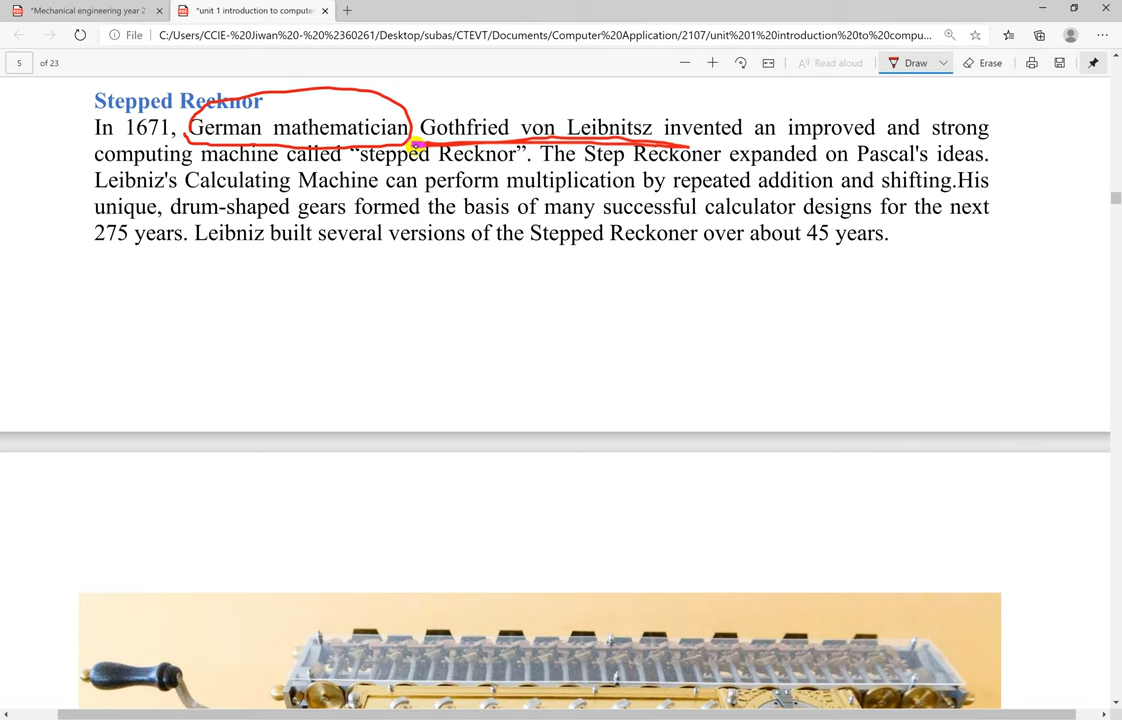 *Mechanical engineering year 2
*unit 1 introduction to compute
File
C:/Users/CCIE-%20Jiwan%20-%20%2360261/Desktop/subas/CTEVT/Documents/Computer%20Application/2107/unit%201%20introduction%20to%20compu...
5 of 23
Read aloud
Draw
Erase
Stepped Recknor
In 1671, German mathematician Gothfried von Leibnitsz invented an improved and strong
computing machine called “stepped Recknor”. The Step Reckoner expanded on Pascal's ideas.
Leibniz's Calculating Machine can perform multiplication by repeated addition and shifting.His
unique, drum-shaped gears formed the basis of many successful calculator designs for the next
275 years. Leibniz built several versions of the Stepped Reckoner over about 45 years.